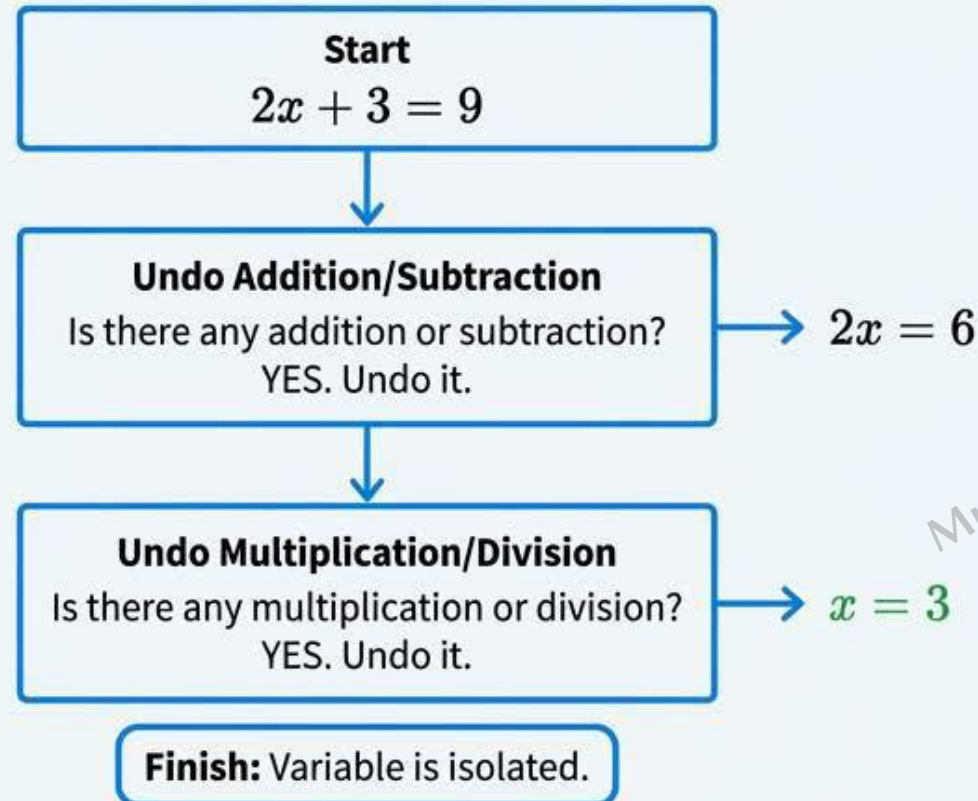 Start
2x + 3 = 9
Undo Addition/Subtraction
Is there any addition or subtraction?
YES. Undo it.
2x = 6
Undo Multiplication/Division
Is there any multiplication or division?
YES. Undo it.
x = 3
Finish: Variable is isolated.